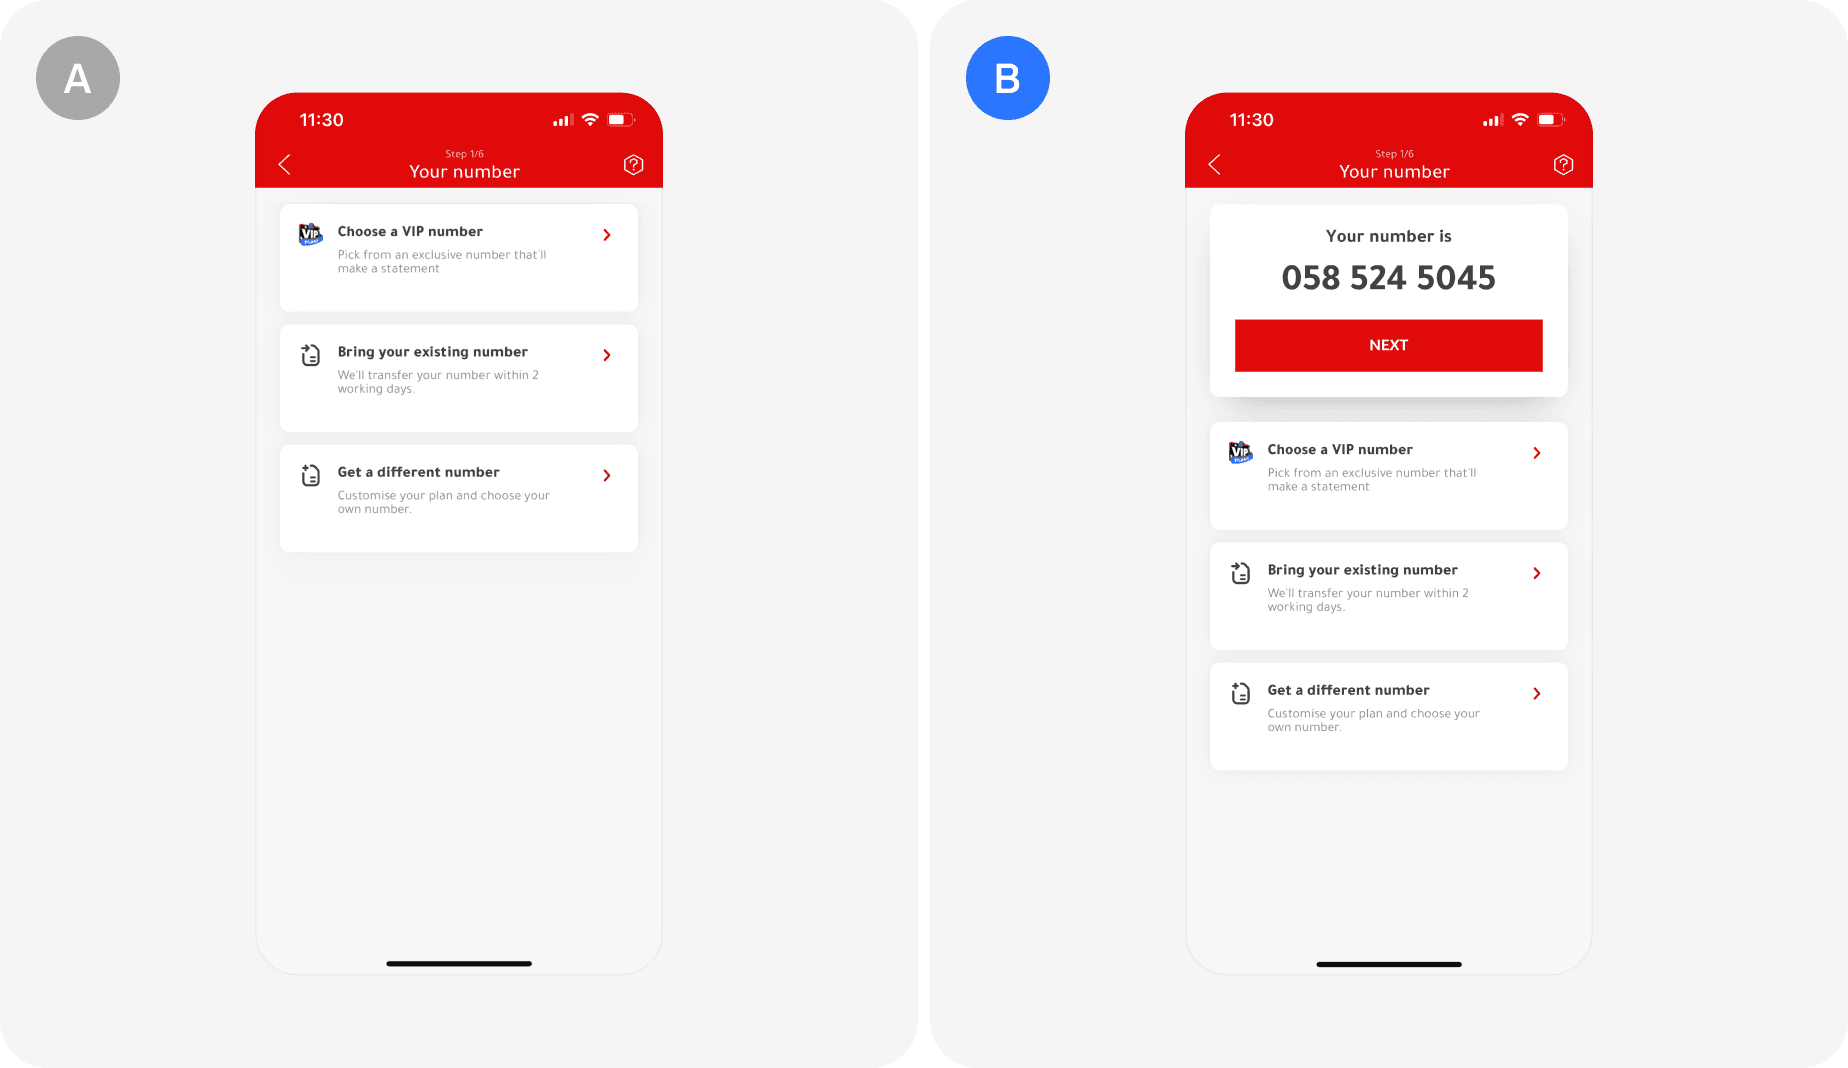 A
11:30
Step 1/6
Your number
VIP
Choose a VIP number
Pick from an exclusive number that'll
make a statement
Bring your existing number
We'll transfer your number within 2
working days.
Get a different number
Customise your plan and choose your
own number.
B
11:30
Step 1/6
Your number
Your number is
058 524 5045
NEXT
VIP
Choose a VIP number
Pick from an exclusive number that'll
make a statement
Bring your existing number
We'll transfer your number within 2
working days.
Get a different number
Customise your plan and choose your
own number.